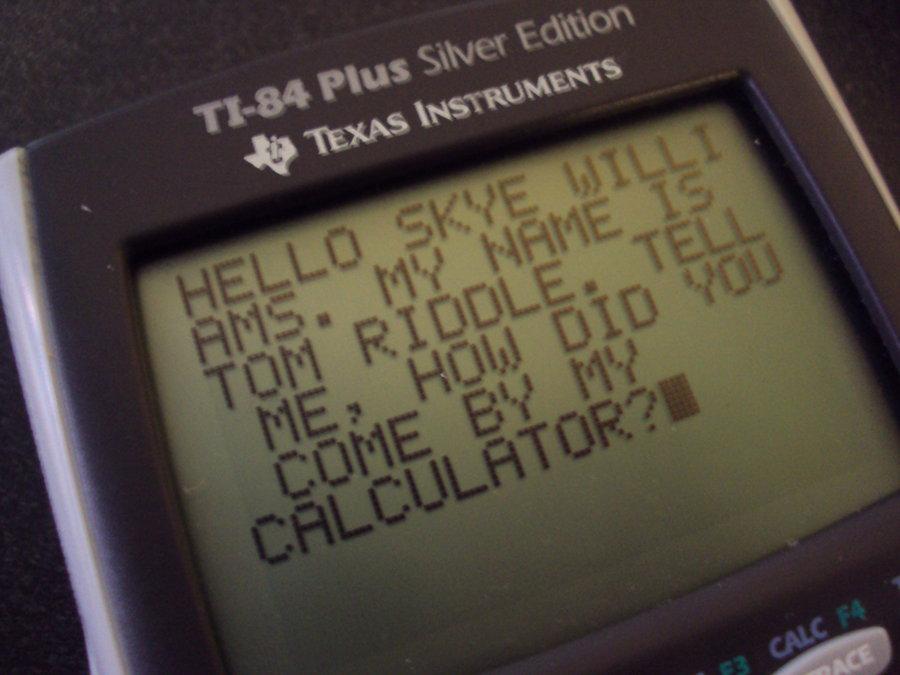 TI-84 Plus Silver Edition
TEXAS INSTRUMENTS
HELLO SKYE WILLI
AMS. MY NAME IS
TOM RIDDLE. TELL
ME, HOW DID YOU
COME BY MY
CALCULATOR?
F3
CALC F4
TRACE